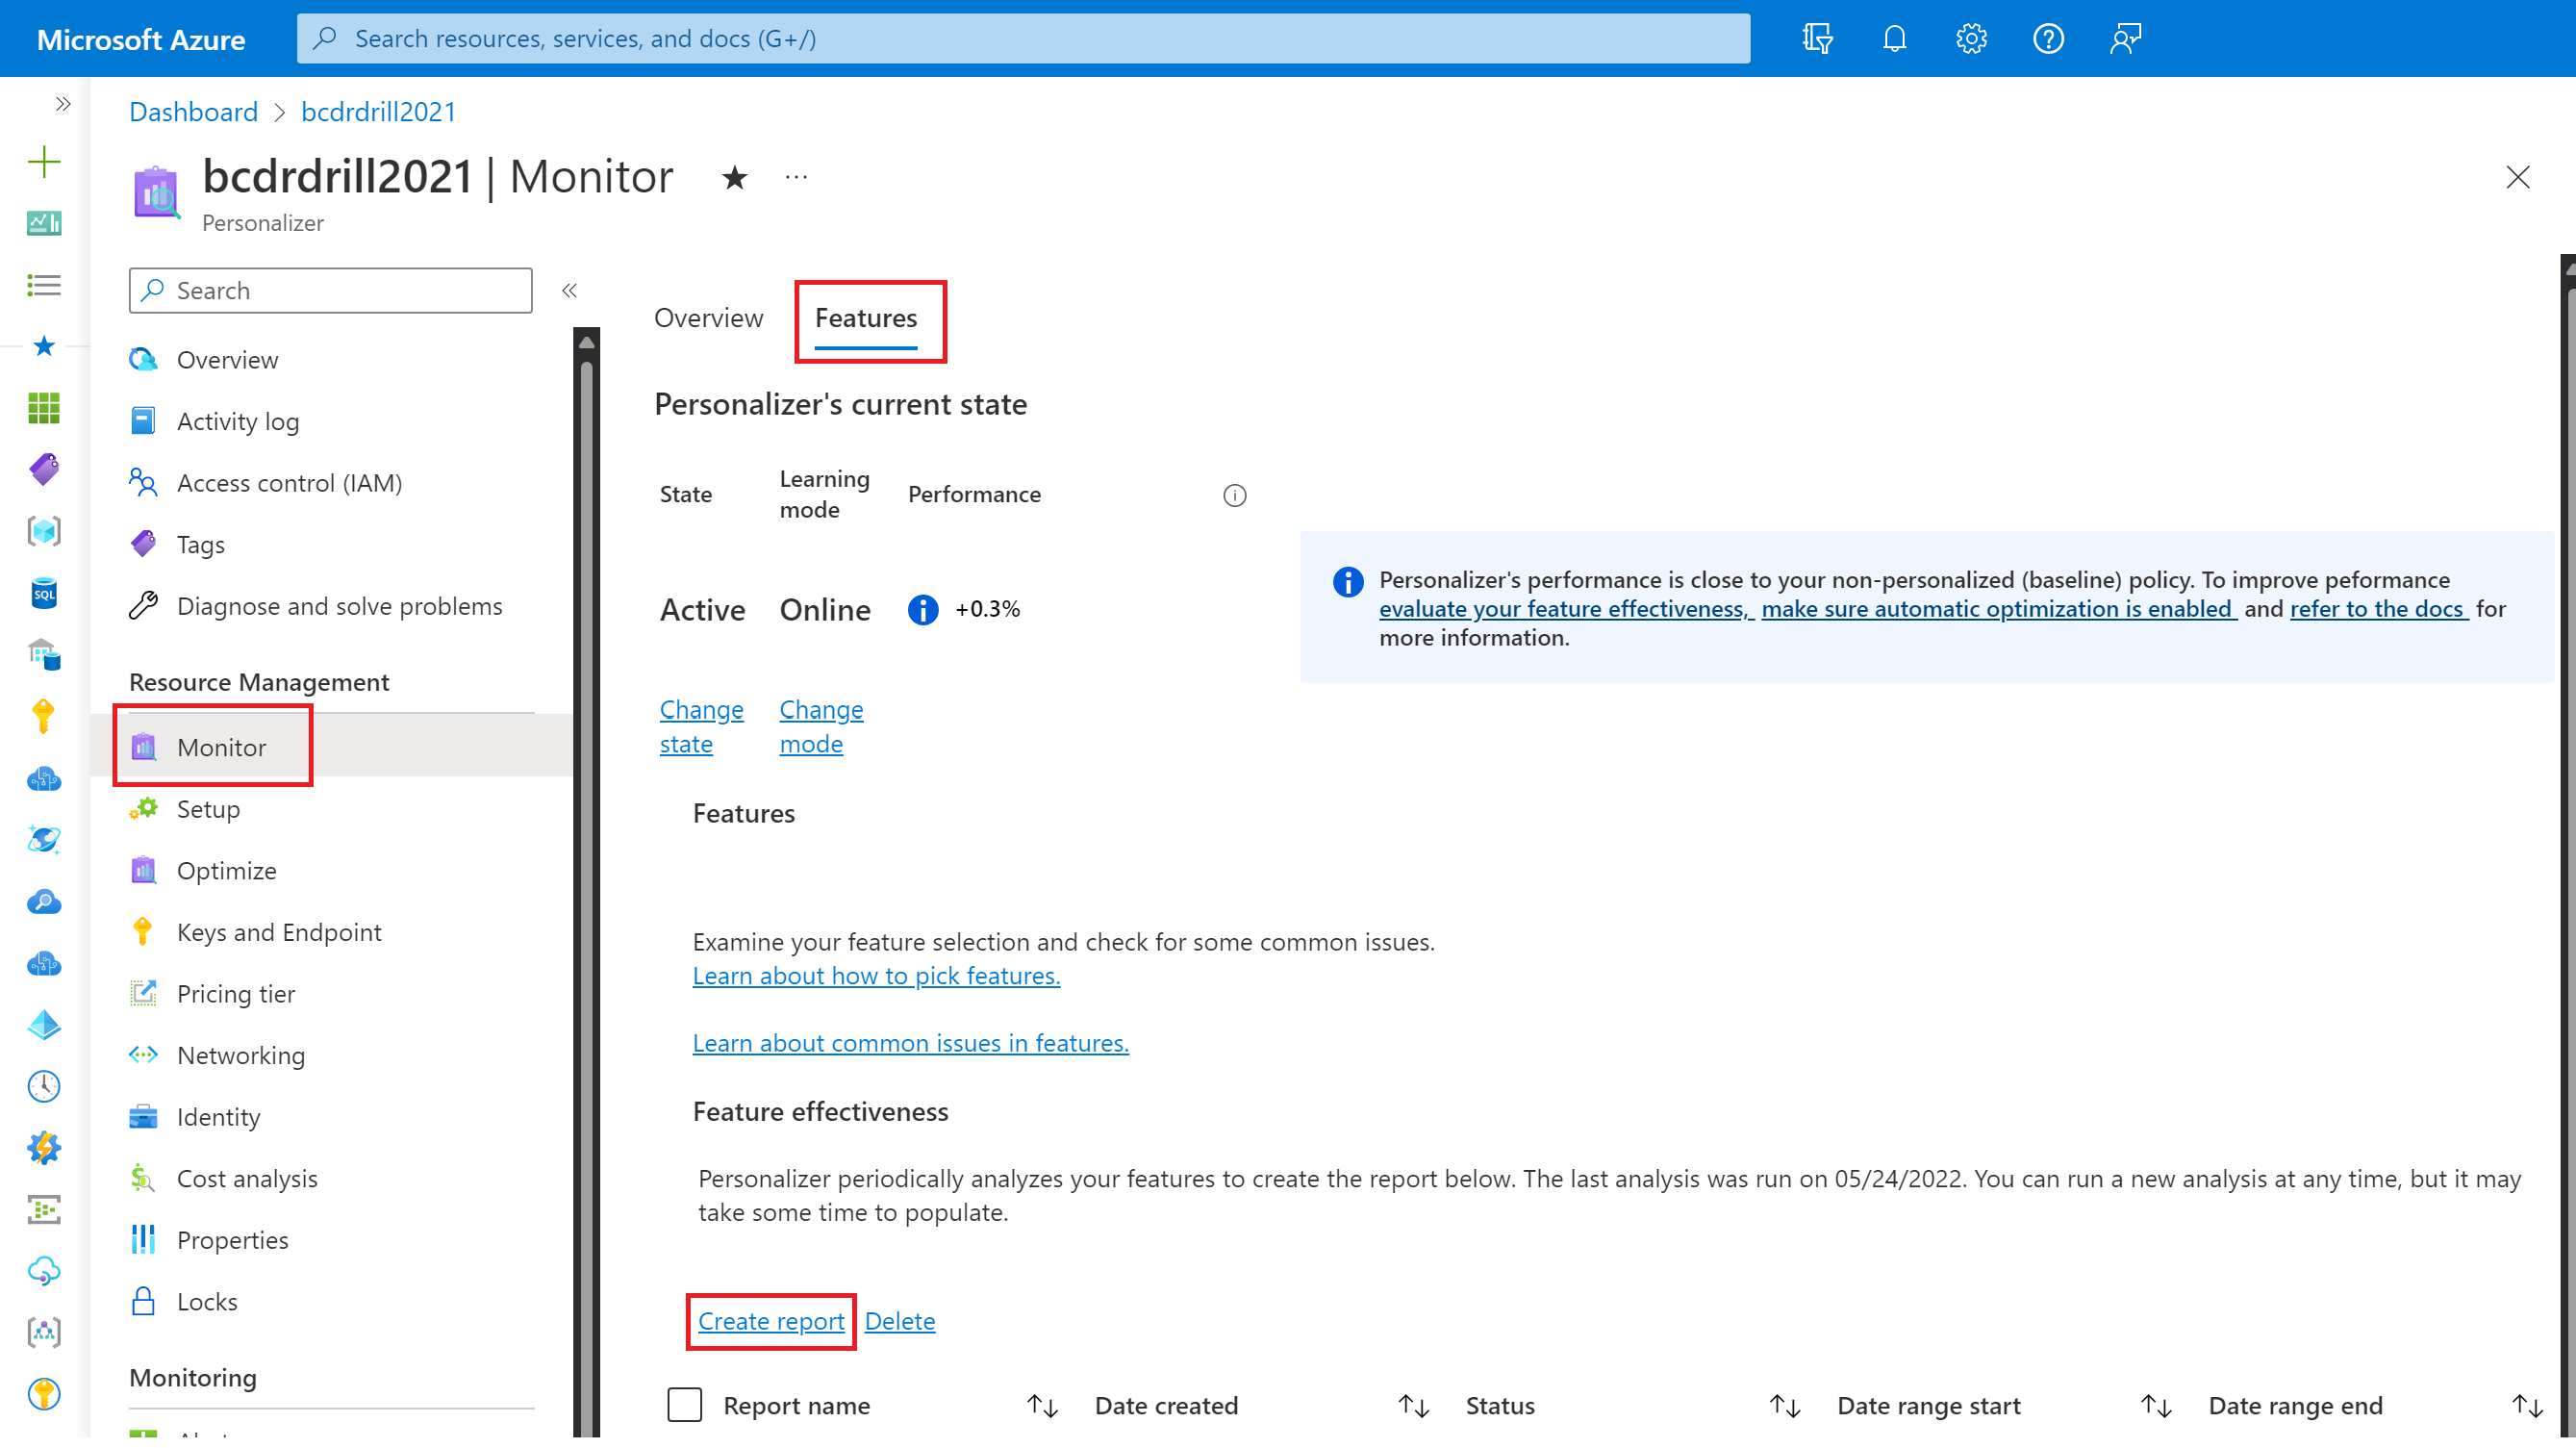 Microsoft Azure
Search resources, services, and docs (G+/)
Dashboard > bcdrdrill2021
bcdrdrill2021 | Monitor
Personalizer
Search
Overview
Activity log
Access control (IAM)
Tags
SQL
Diagnose and solve problems
Resource Management
Monitor
Setup
Optimize
Keys and Endpoint
Pricing tier
Networking
Identity
Cost analysis
Properties
Locks
Monitoring
Overview
Features
Personalizer's current state
State
Learning
mode
Performance
Active
Online
+0.3%
Personalizer's performance is close to your non-personalized (baseline) policy. To improve peformance
evaluate your feature effectiveness, make sure automatic optimization is enabled and refer to the docs for
more information.
Change
state
Change
mode
Features
Examine your feature selection and check for some common issues.
Learn about how to pick features.
Learn about common issues in features.
Feature effectiveness
Personalizer periodically analyzes your features to create the report below. The last analysis was run on 05/24/2022. You can run a new analysis at any time, but it may
take some time to populate.
Create report Delete
Report name Date created Status Date range start Date range end